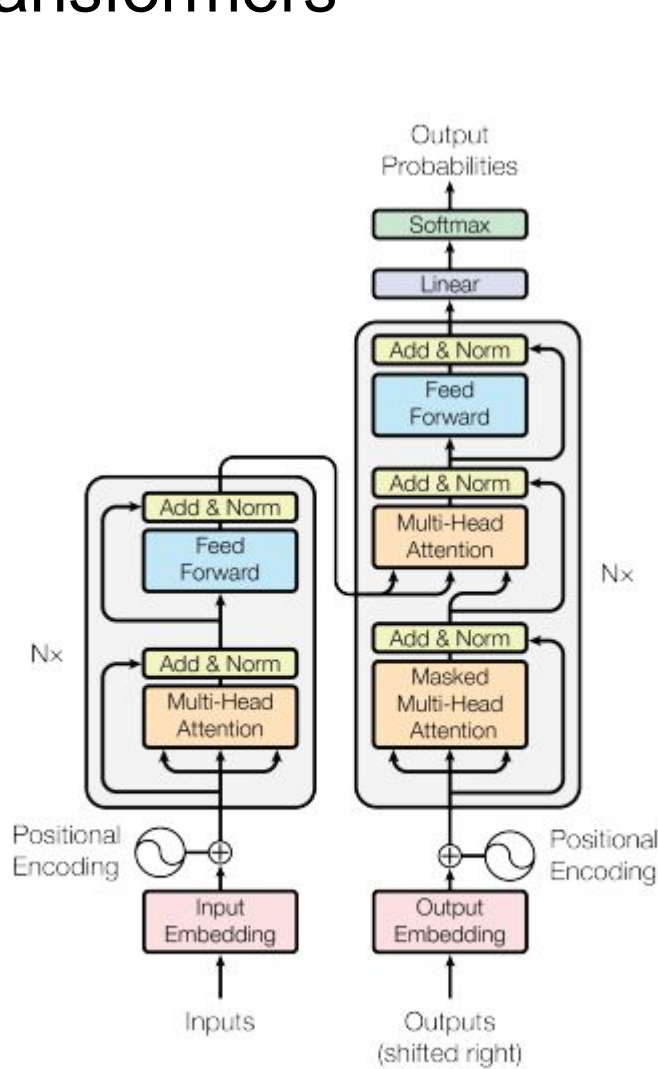 ansformers
Output
Probabilities
Softmax
Linear
Add & Norm
Feed
Forward
Add & Norm
Multi-Head
Attention
Add & Norm
Masked
Multi-Head
Attention
Nx
Add & Norm
Feed
Forward
Add & Norm
Multi-Head
Attention
Nx
Positional
Encoding
Positional
Encoding
Input
Embedding
Output
Embedding
Inputs
Outputs
(shifted right)